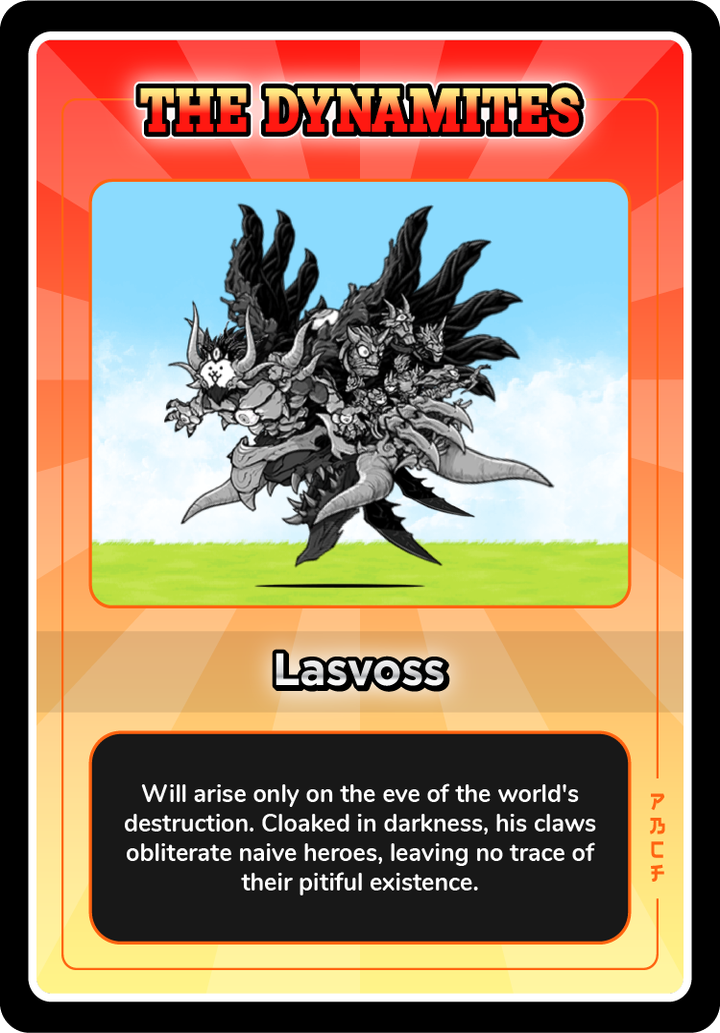 THE DYNAMITES
Lasvoss
Will arise only on the eve of the world's
destruction. Cloaked in darkness, his claws
obliterate naive heroes, leaving no trace of
their pitiful existence.